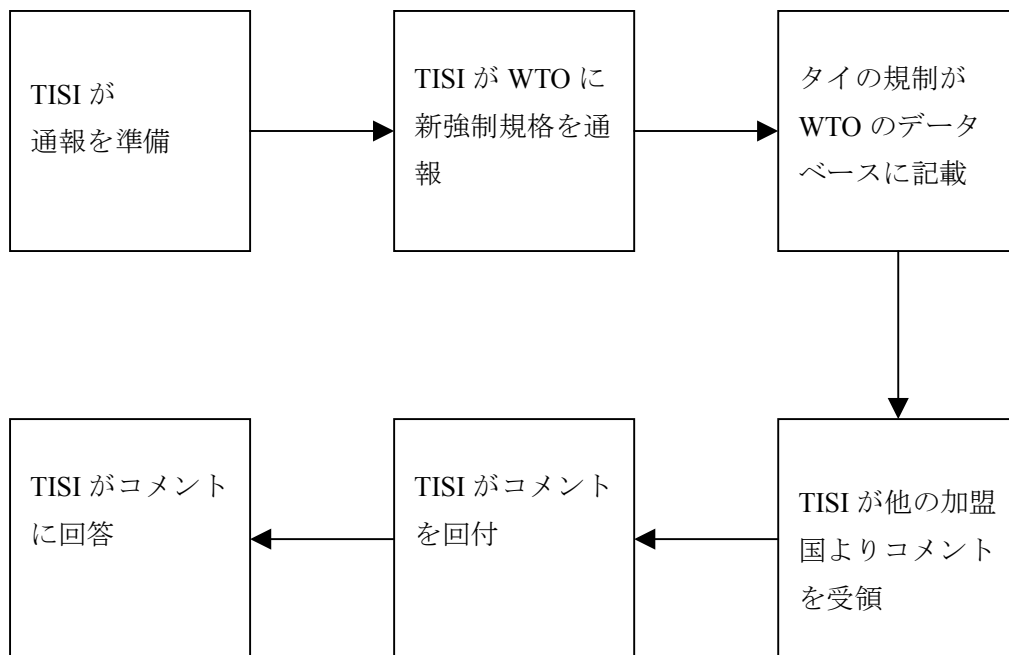 TISI が
通報を準備
TISI が WTO に
新強制規格を通
報
タイの規制が
WTO のデータ
ベースに記載
TISI が他の加盟
国よりコメント
を受領
TISI がコメント
を回付
TISI がコメント
に回答